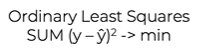 Ordinary Least Squares
SUM (y – ŷ)² -> min